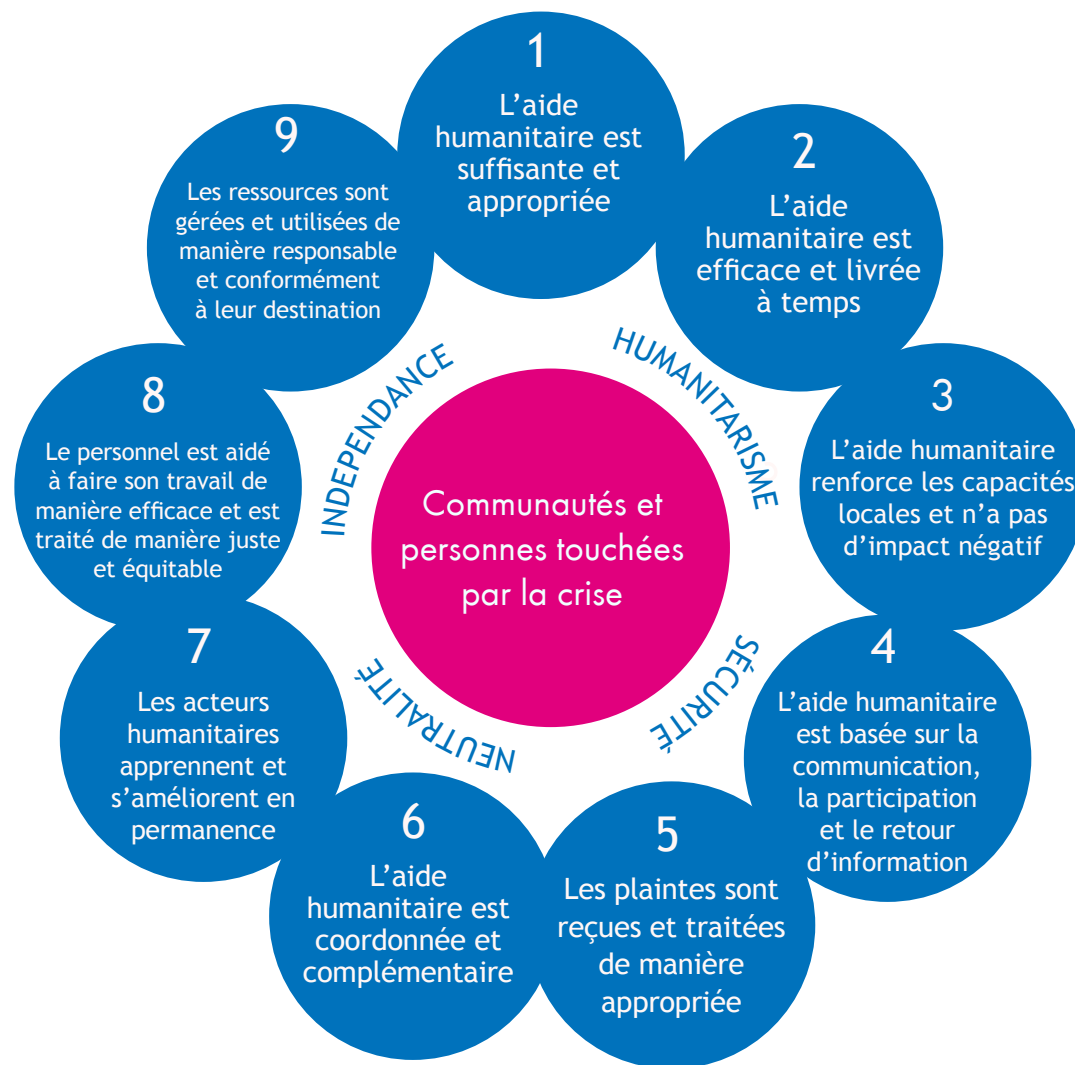 1
L’aide
humanitaire est
suffisante et
appropriée
2
L’aide
humanitaire est
efficace et livrée
à temps
3
L’aide humanitaire
renforce les capacités
locales et n’a pas
d’impact négatif
4
L’aide humanitaire
est basée sur la
communication,
la participation
et le retour
d’information
5
Les plaintes sont
reçues et traitées
de manière
appropriée
6
L’aide
humanitaire est
coordonnée et
complémentaire
7
Les acteurs
humanitaires
apprennent et
s’améliorent en
permanence
8
Le personnel est aidé
à faire son travail de
manière efficace et est
traité de manière juste
et équitable
9
Les ressources sont
gérées et utilisées de
manière responsable
et conformément
à leur destination
INDEPENDANCE
HUMANITARISME
SÉCURITÉ
NEUTRALITÉ
Communautés et
personnes touchées
par la crise